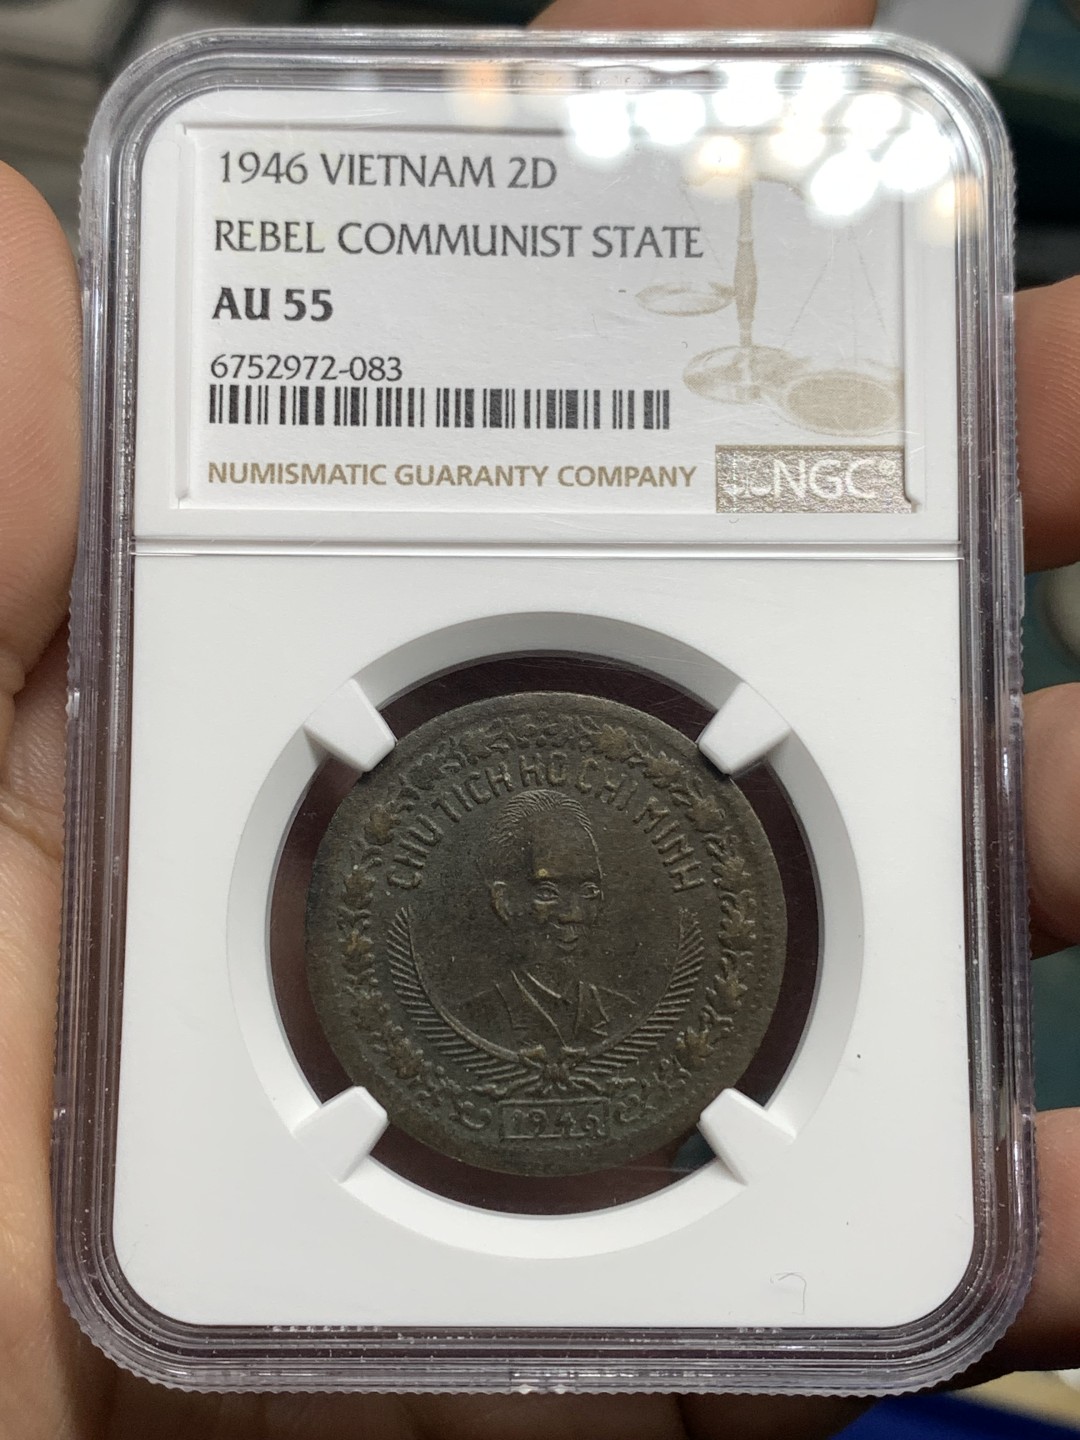 1946 VIETNAM 2D
REBEL COMMUNIST STATE
AU 55
6752972-083
NUMISMATIC GUARANTY COMPANY
NGC®
CHU TICH HO CHI MINH
1946